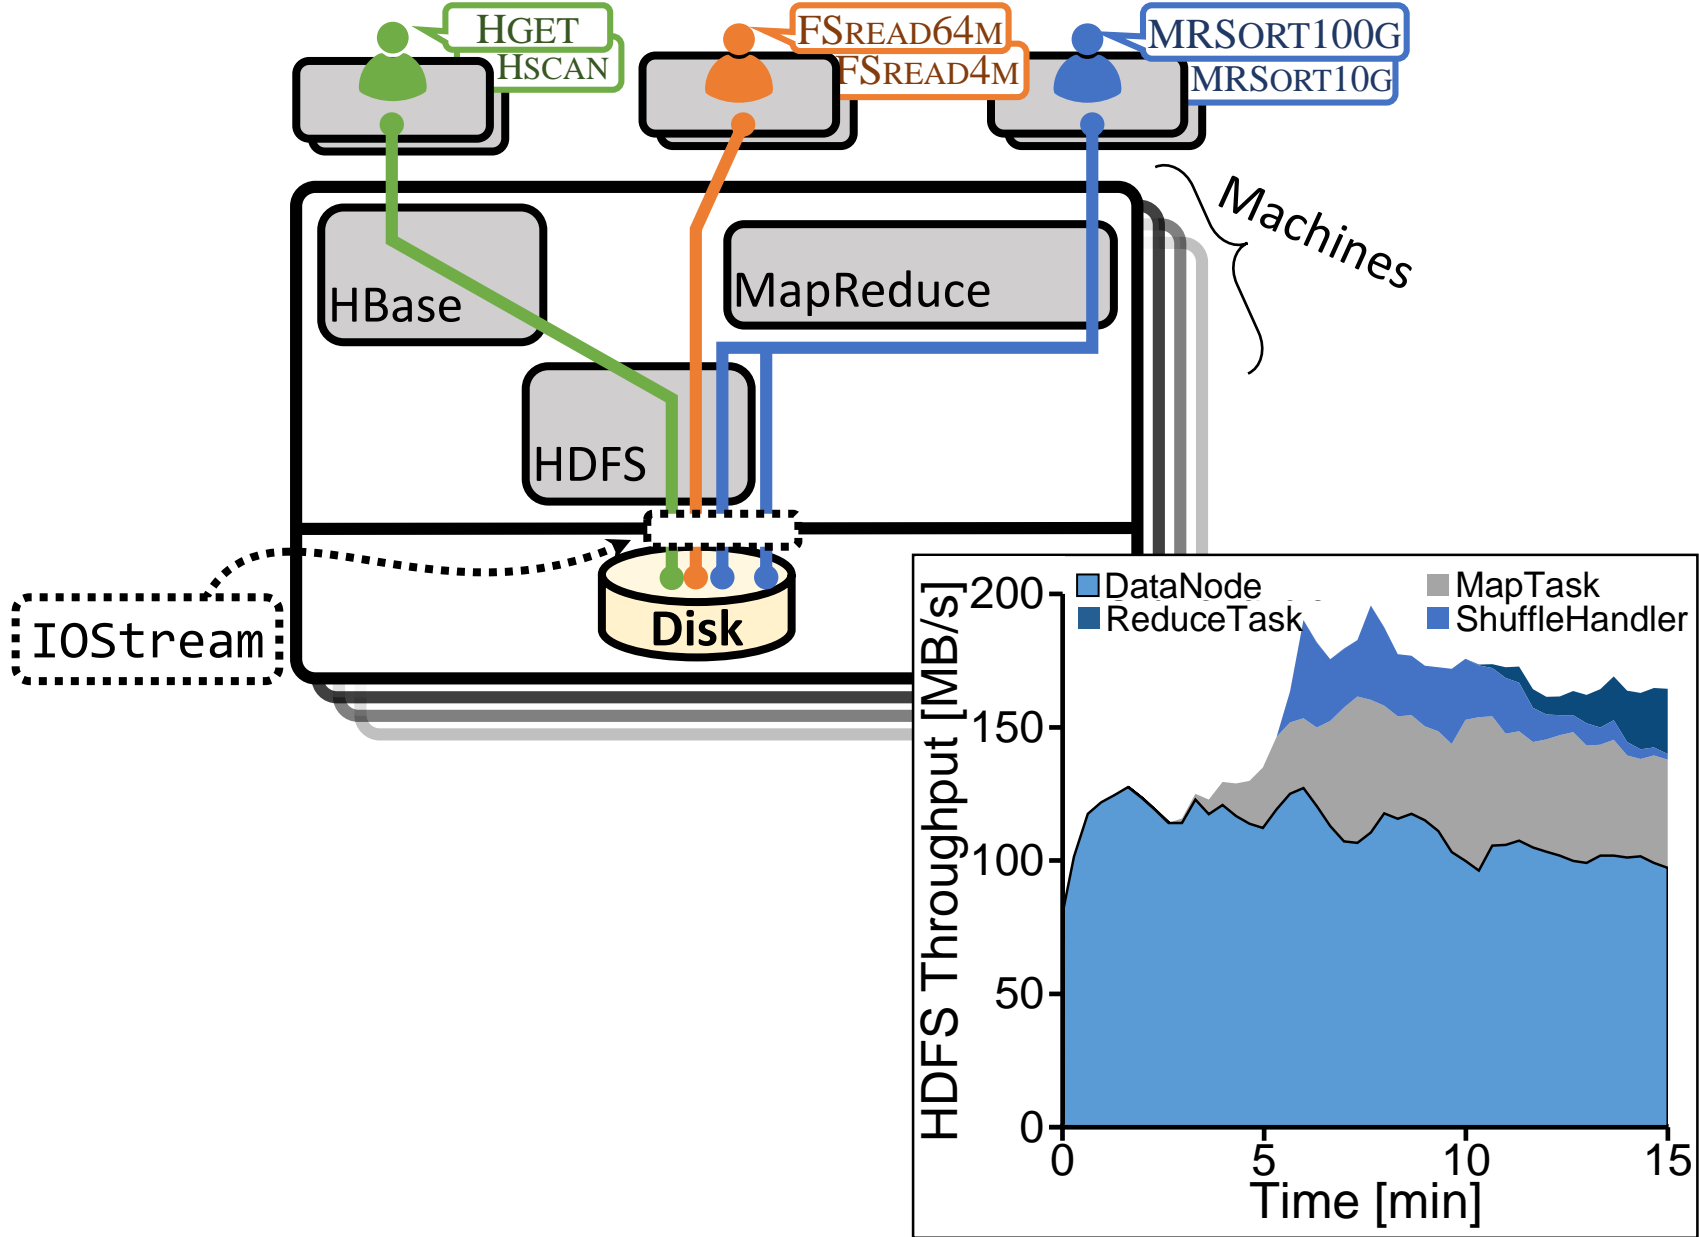 HGET
HSCAN
FSREAD64M
FSREAD4M
MRSORT100G
MRSORT10G
Machines
HBase
MapReduce
HDFS
IOStream
Disk
HDFS Throughput [MB/s]
200
150
100
50
0
DataNode
MapTask
ReduceTask
ShuffleHandler
0 5 10 15
Time [min]